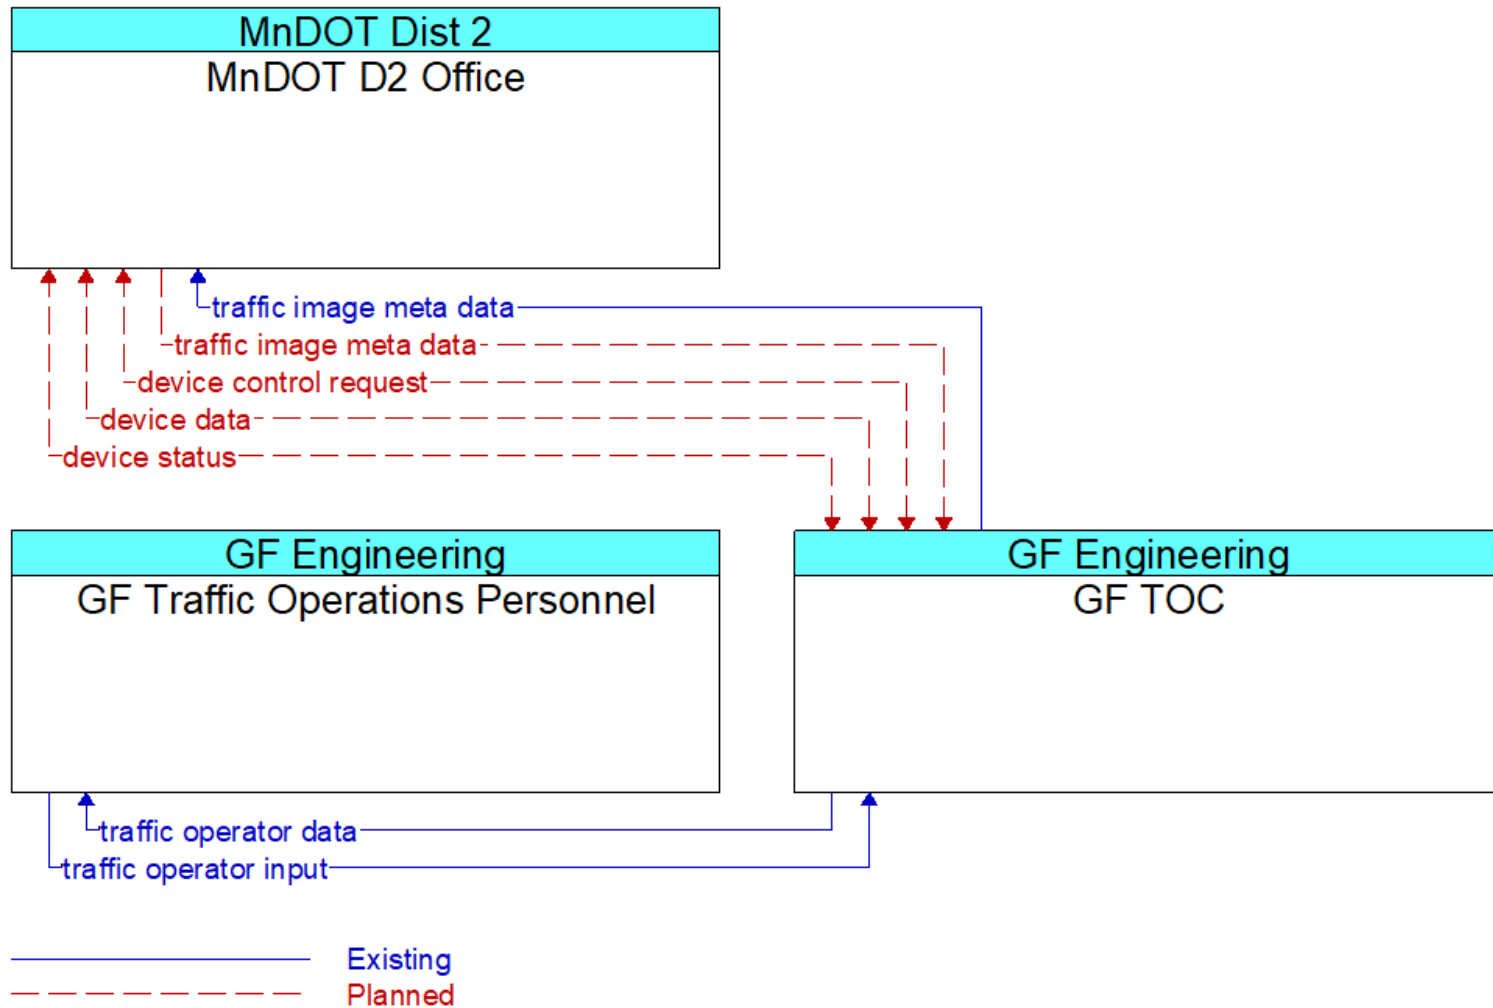 MnDOT Dist 2
MnDOT D2 Office
traffic image meta data
traffic image meta data
device control request
device data
device status
GF Engineering
GF Traffic Operations Personnel
GF Engineering
GF TOC
traffic operator data
traffic operator input
Existing
Planned